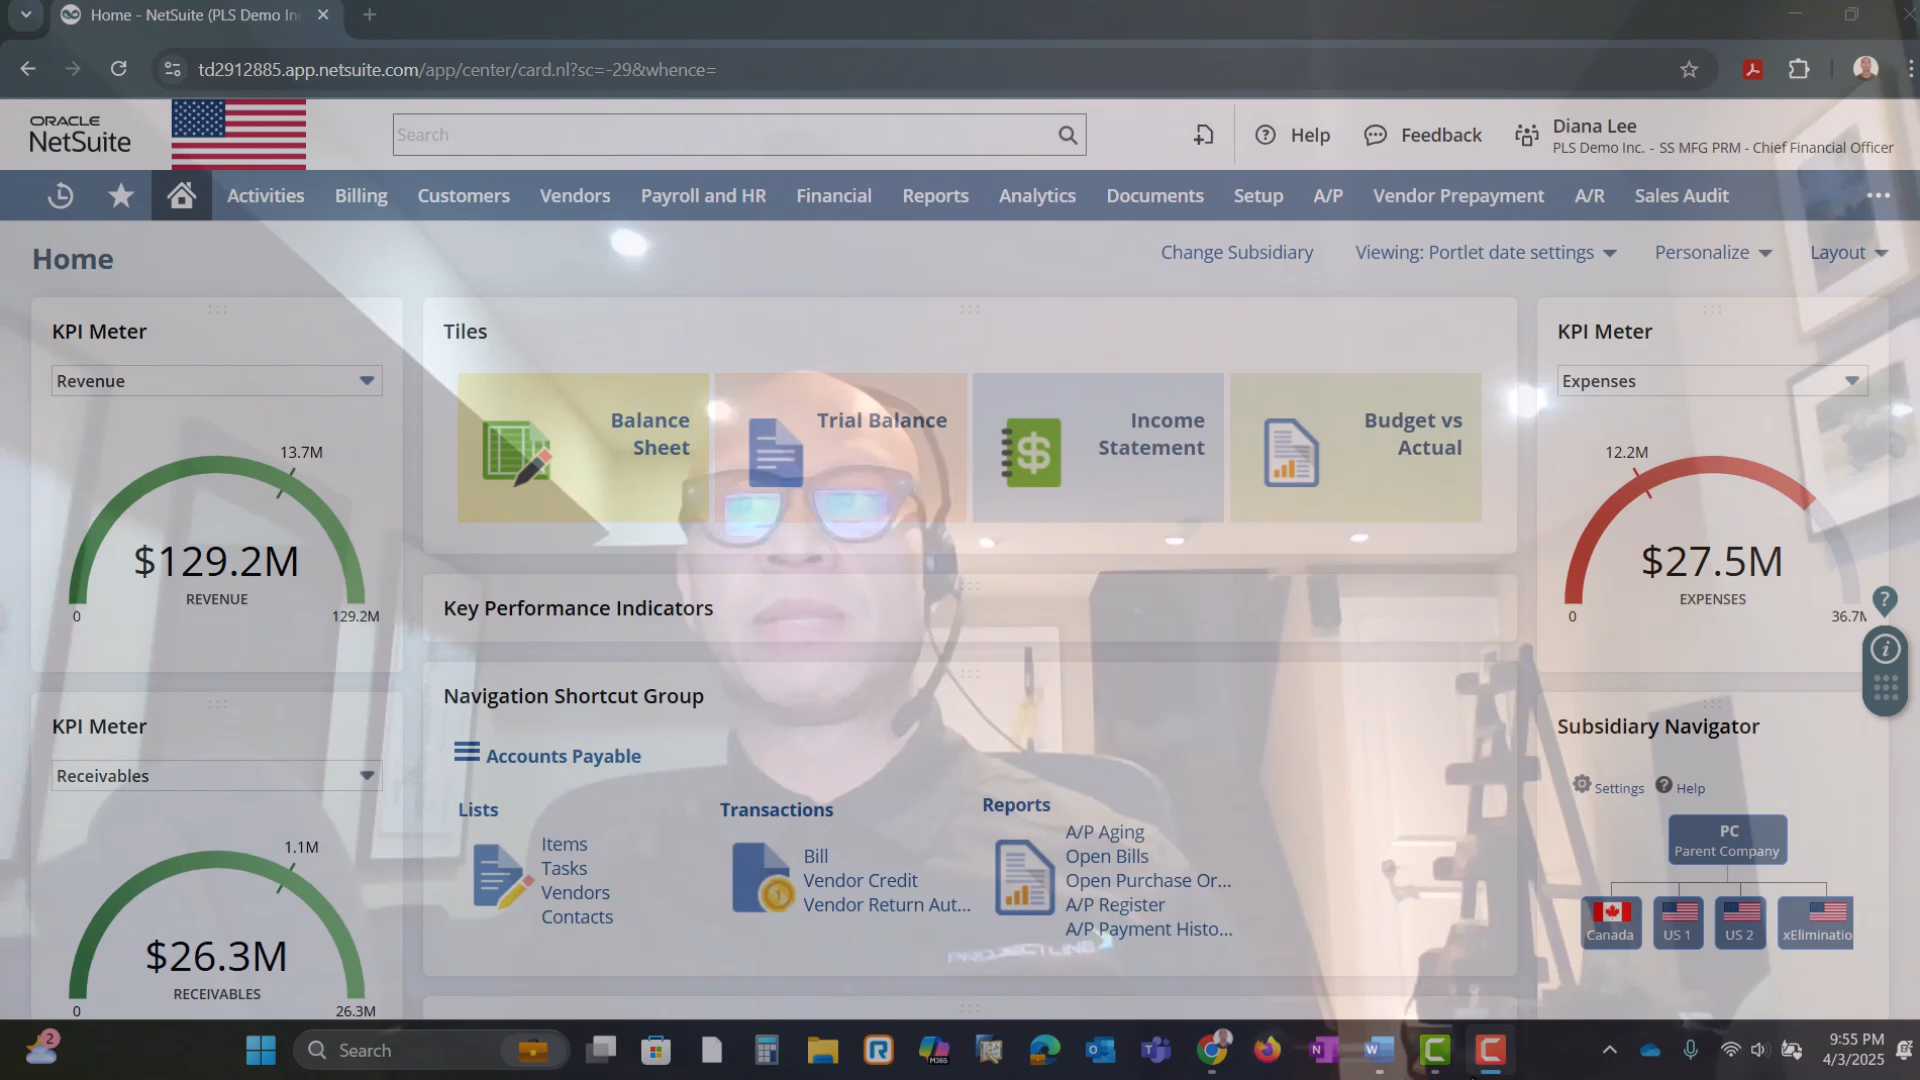 Home - NetSuite (PLS Demo In
td2912885.app.netsuite.com/app/center/card.nl?sc=-29&whence=
ORACLE
NetSuite
Search
Help
Feedback
Diana Lee
PLS Demo Inc. - SS MFG PRM - Chief Financial Officer
Activities
Billing
Customers
Vendors
Payroll and HR
Financial
Reports
Analytics
Documents
Setup
A/P
Vendor Prepayment
A/R
Sales Audit
Home
Change Subsidiary
Viewing: Portlet date settings
Personalize
Layout
KPI Meter
Revenue
13.7M
$129.2M
REVENUE
0
129.2M
KPI Meter
Receivables
1.1M
$26.3M
RECEIVABLES
0
26.3M
Tiles
Balance
Sheet
Trial Balance
Income
Statement
Budget vs
Actual
Key Performance Indicators
Navigation Shortcut Group
Accounts Payable
Lists
Items
Tasks
Vendors
Contacts
Transactions
Bill
Vendor Credit
Vendor Return Aut...
Reports
A/P Aging
Open Bills
Open Purchase Or...
A/P Register
A/P Payment Histo...
PROJECTLINE
KPI Meter
Expenses
12.2M
$27.5M
EXPENSES
0
36.7M
Subsidiary Navigator
Settings
Help
PC
Parent Company
Canada
US 1
US 2
xEliminatio
2
Search
M365
9:55 PM
4/3/2025